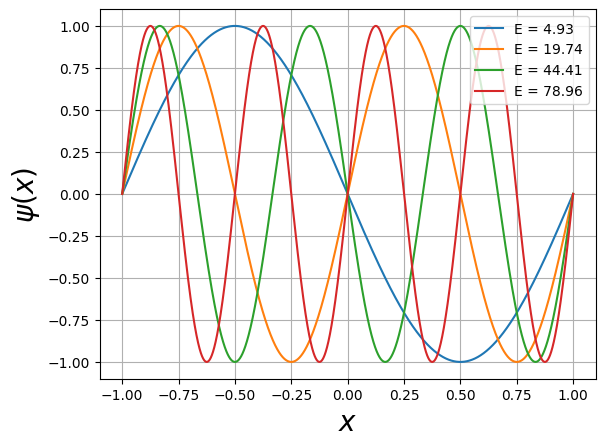 1.00
0.75
0.50
0.25
0.00
−0.25
−0.50
−0.75
−1.00
ψ(x)
E = 4.93
E = 19.74
E = 44.41
E = 78.96
−1.00 −0.75 −0.50 −0.25 0.00 0.25 0.50 0.75 1.00
x